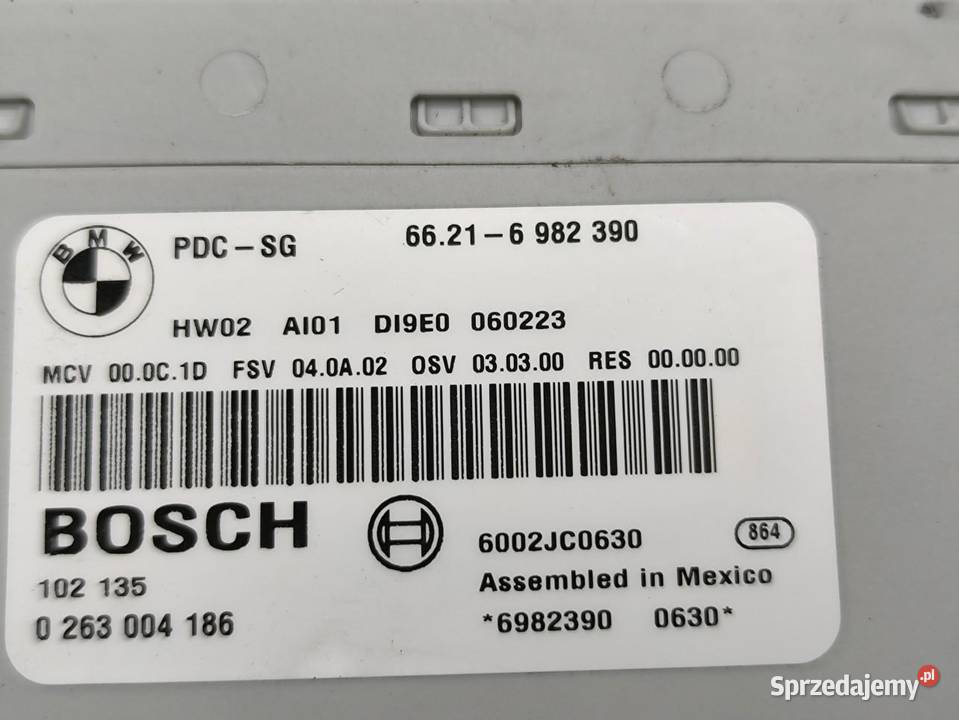 BMW
PDC-SG 66.21-6 982 390
HW02 AI01 DI9E0 060223
MCV 00.0C.1D FSV 04.0A.02 OSV 03.03.00 RES 00.00.00
BOSCH
6002JC0630 864
102 135
Assembled in Mexico
0 263 004 186
*6982390 0630*
Sprzedajemy.pl